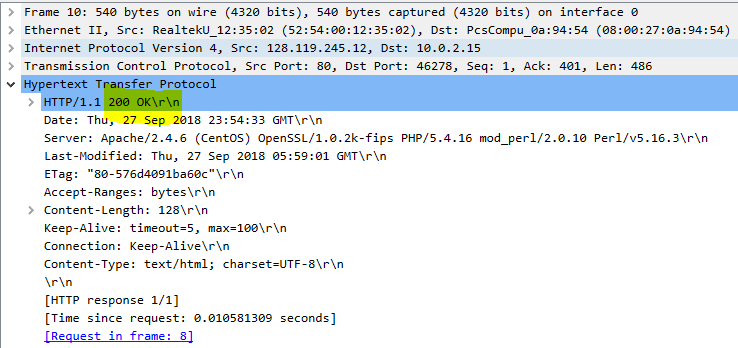 Frame 10: 540 bytes on wire (4320 bits), 540 bytes captured (4320 bits) on interface 0
Ethernet II, Src: RealtekU_12:35:02 (52:54:00:12:35:02), Dst: PcsCompu_0a:94:54 (08:00:27:0a:94:54)
Internet Protocol Version 4, Src: 128.119.245.12, Dst: 10.0.2.15
Transmission Control Protocol, Src Port: 80, Dst Port: 46278, Seq: 1, Ack: 401, Len: 486
Hypertext Transfer Protocol
HTTP/1.1 200 OK\r\n
Date: Thu, 27 Sep 2018 23:54:33 GMT\r\n
Server: Apache/2.4.6 (CentOS) OpenSSL/1.0.2k-fips PHP/5.4.16 mod_perl/2.0.10 Perl/v5.16.3\r\n
Last-Modified: Thu, 27 Sep 2018 05:59:01 GMT\r\n
ETag: "80-576d4091ba60c"\r\n
Accept-Ranges: bytes\r\n
Content-Length: 128\r\n
Keep-Alive: timeout=5, max=100\r\n
Connection: Keep-Alive\r\n
Content-Type: text/html; charset=UTF-8\r\n
\r\n
[HTTP response 1/1]
[Time since request: 0.010581309 seconds]
[Request in frame: 8]